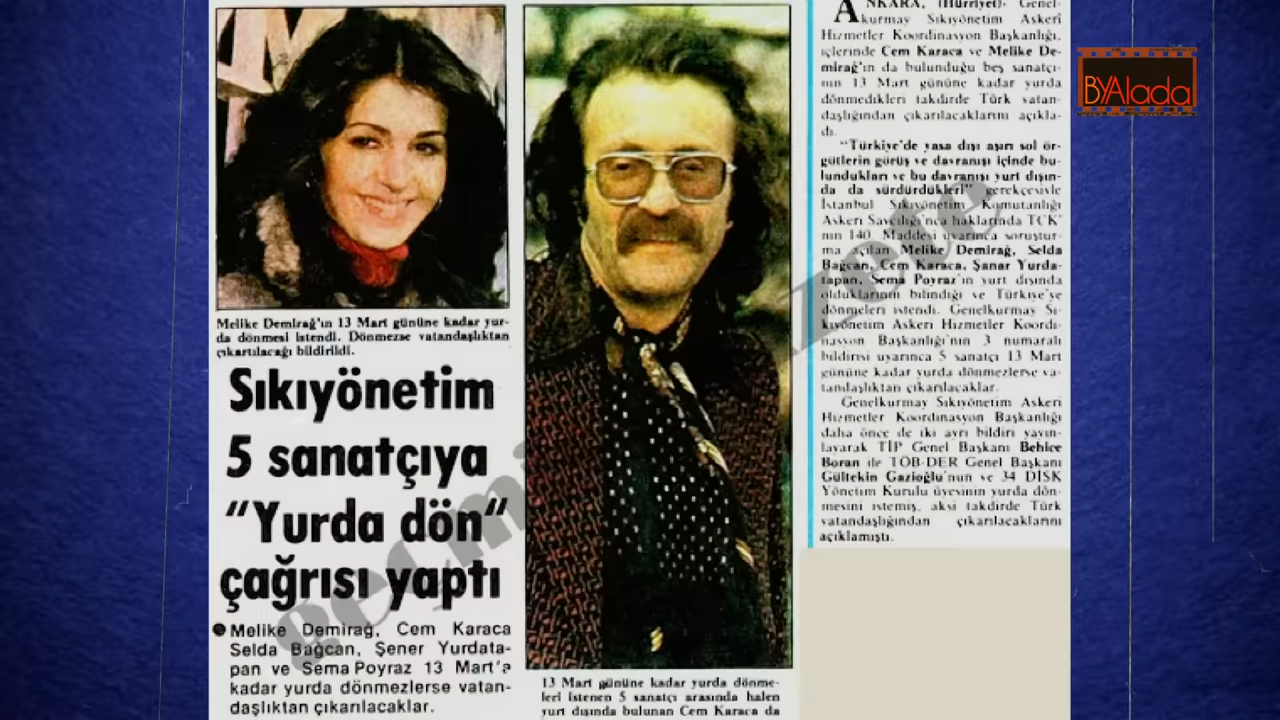 Melike Demirağ'ın 13 Mart gününe kadar yur-
da dönmesi istendi. Dönmezse vatandaşlıktan
çıkartılacağı bildirildi.
Sıkıyönetim
5 sanatçıya
"Yurda dön"
çağrısı yaptı
Melike Demirağ, Cem Karaca
Selda Bağcan, Şener Yurdata-
pan ve Sema Poyraz 13 Mart'a
kadar yurda dönmezlerse vatan-
daşlıktan çıkarılacaklar.
13 Mart gününe kadar yurda dönme-
leri istenen 5 sanatçı arasında halen
yurt dışında bulunan Cem Karaca da
ANKARA, (Hürriyet)- Genel-
kurmay Sıkıyönetim Askerî
Hizmetler Koordinasyon Başkanlığı,
içlerinde Cem Karaca ve Melike De-
mirağ'ın da bulunduğu beş sanatçı-
nın 13 Mart gününe kadar yurda
dönmedikleri takdirde Türk vatan-
daşlığından çıkarılacaklarını açıkla-
dı.
"Türkiye'de yasa dışı aşırı sol ör-
gütlerin görüş ve davranışı içinde bu-
lundukları ve bu davranışı yurt dışın-
da da sürdürdükleri" gerekçesiyle
İstanbul Sıkıyönetim Komutanlığı
Askeri Savcılığı'nca haklarında TCK'
nın 140. Maddesi uyarınca soruştur-
ma açılan Melike Demirağ, Selda
Bağcan, Cem Karaca, Şanar Yurda-
tapan, Sema Poyraz'ın yurt dışında
olduklarının bilindiği ve Türkiye'ye
dönmeleri istendi. Genelkurmay Sı-
kıyönetim Askeri Hizmetler Koordi-
nasyon Başkanlığı'nın 3 numaralı
bildirisi uyarınca 5 sanatçı 13 Mart
gününe kadar yurda dönmezlerse va-
tandaşlıktan çıkarılacaklar.
Genelkurmay Sıkıyönetim Askerî
Hizmetler Koordinasyon Başkanlığı
daha önce de iki ayrı bildiri yayın-
layarak TİP Genel Başkanı Behice
Boran ile TÖB-DER Genel Başkanı
Gültekin Gazioğlu'nun ve 34 DİSK
Yönetim Kurulu üyesinin yurda dön-
mesini istemiş, aksi takdirde Türk
vatandaşlığından çıkarılacaklarını
açıklamıştı.
BYAlada